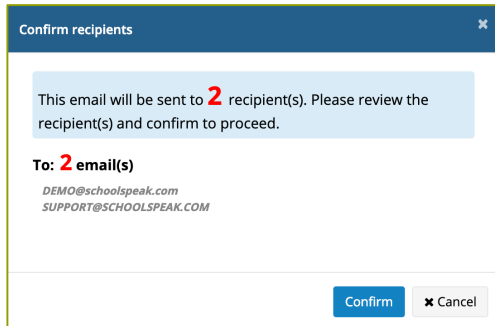 Confirm recipients ×
This email will be sent to 2 recipient(s). Please review the
recipient(s) and confirm to proceed.
To: 2 email(s)
DEMO@schoolspeak.com
SUPPORT@SCHOOLSPEAK.COM
Confirm ✖ Cancel